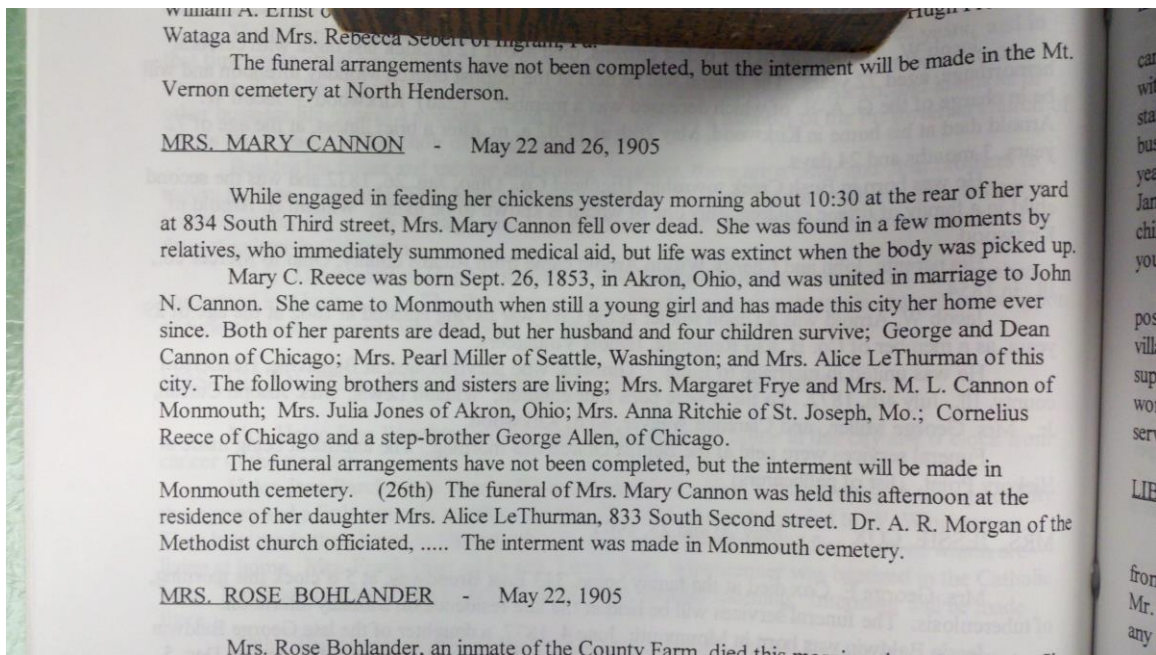 William A. Ernst o
Wataga and Mrs. Rebecca Sebert of Ingram, Pa.
The funeral arrangements have not been completed, but the interment will be made in the Mt.
Vernon cemetery at North Henderson.
MRS. MARY CANNON - May 22 and 26, 1905
While engaged in feeding her chickens yesterday morning about 10:30 at the rear of her yard
at 834 South Third street, Mrs. Mary Cannon fell over dead. She was found in a few moments by
relatives, who immediately summoned medical aid, but life was extinct when the body was picked up.
Mary C. Reece was born Sept. 26, 1853, in Akron, Ohio, and was united in marriage to John
N. Cannon. She came to Monmouth when still a young girl and has made this city her home ever
since. Both of her parents are dead, but her husband and four children survive; George and Dean
Cannon of Chicago; Mrs. Pearl Miller of Seattle, Washington; and Mrs. Alice LeThurman of this
city. The following brothers and sisters are living; Mrs. Margaret Frye and Mrs. M. L. Cannon of
Monmouth; Mrs. Julia Jones of Akron, Ohio; Mrs. Anna Ritchie of St. Joseph, Mo.; Cornelius
Reece of Chicago and a step-brother George Allen, of Chicago.
The funeral arrangements have not been completed, but the interment will be made in
Monmouth cemetery. (26th) The funeral of Mrs. Mary Cannon was held this afternoon at the
residence of her daughter Mrs. Alice LeThurman, 833 South Second street. Dr. A. R. Morgan of the
Methodist church officiated, ..... The interment was made in Monmouth cemetery.
MRS. ROSE BOHLANDER - May 22, 1905
Mrs. Rose Bohlander, an inmate of the County Farm, died this